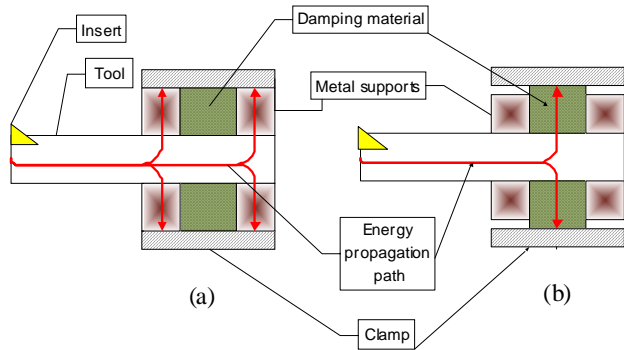 Insert
Damping material
Tool
Metal supports
Energy
propagation
path
(a)
(b)
Clamp